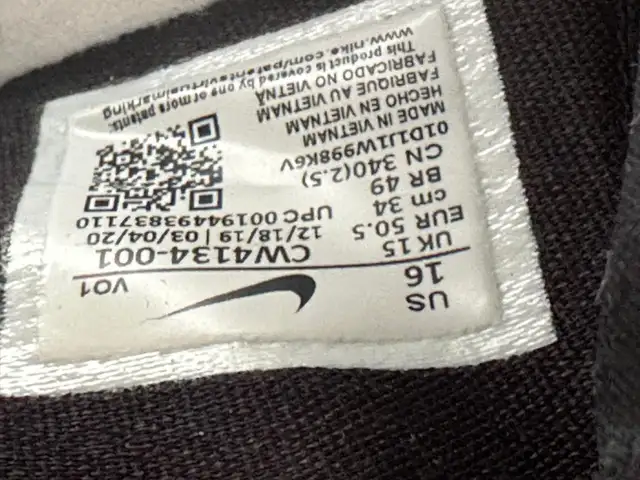 US
16
VO1
UK 15
CW4134-001
EUR 50.5
12/18/19 | 03/04/20
cm 34
UPC 00194493837110
BR 49
CN 340(2.5)
01D1J1W998K6V
MADE IN VIETNAM
HECHO EN VIETNAM
FABRIQUÉ AU VIETNAM
FABRICADO NO VIETNÃ
This product is covered by one or more patents:
www.nike.com/patentsvirtualmarking